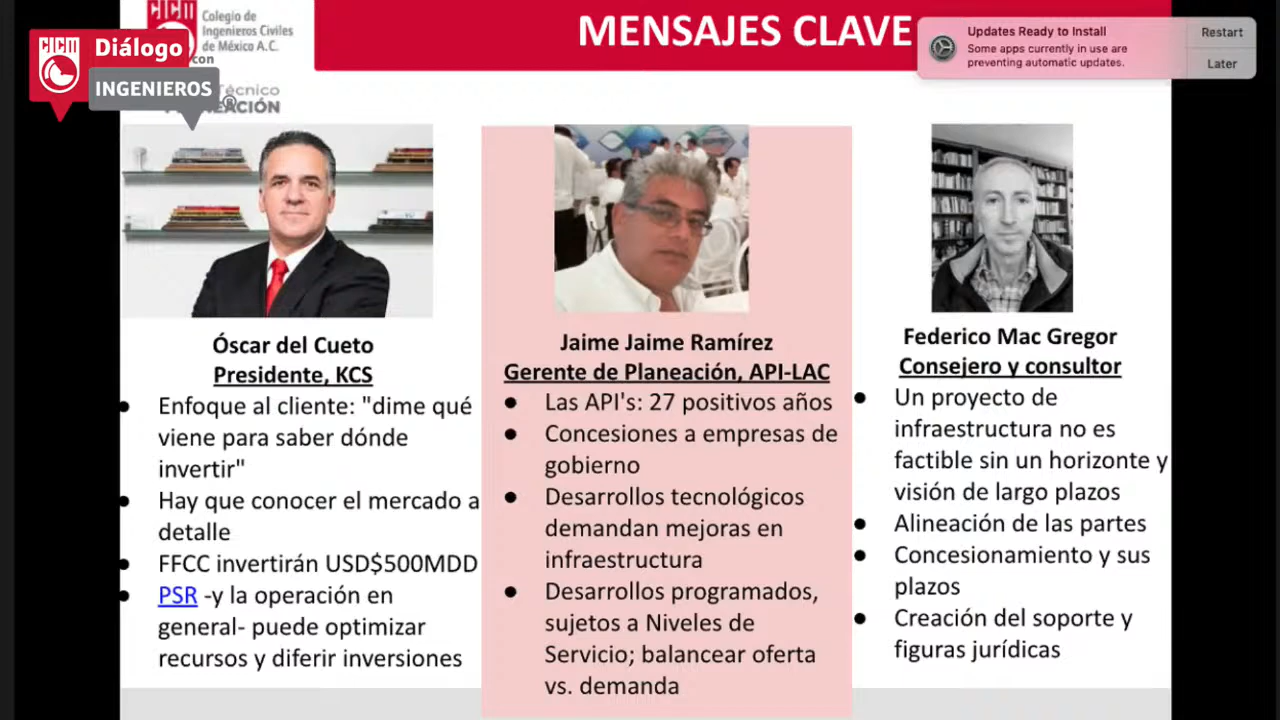 CICM
Colegio de
Ingenieros Civiles
de México A.C.
con
CICM
Diálogo
INGENIEROS
Técnico
®
MENSAJES CLAVE
Updates Ready to Install
Some apps currently in use are
preventing automatic updates.
Restart
Later
Óscar del Cueto
Presidente, KCS
● Enfoque al cliente: "dime qué
viene para saber dónde
invertir"
● Hay que conocer el mercado a
detalle
● FFCC invertirán USD$500MDD
● PSR -y la operación en
general- puede optimizar
recursos y diferir inversiones
Jaime Jaime Ramírez
Gerente de Planeación, API-LAC
● Las API's: 27 positivos años
● Concesiones a empresas de
gobierno
● Desarrollos tecnológicos
demandan mejoras en
infraestructura
● Desarrollos programados,
sujetos a Niveles de
Servicio; balancear oferta
vs. demanda
Federico Mac Gregor
Consejero y consultor
● Un proyecto de
infraestructura no es
factible sin un horizonte y
visión de largo plazos
● Alineación de las partes
● Concesionamiento y sus
plazos
● Creación del soporte y
figuras jurídicas